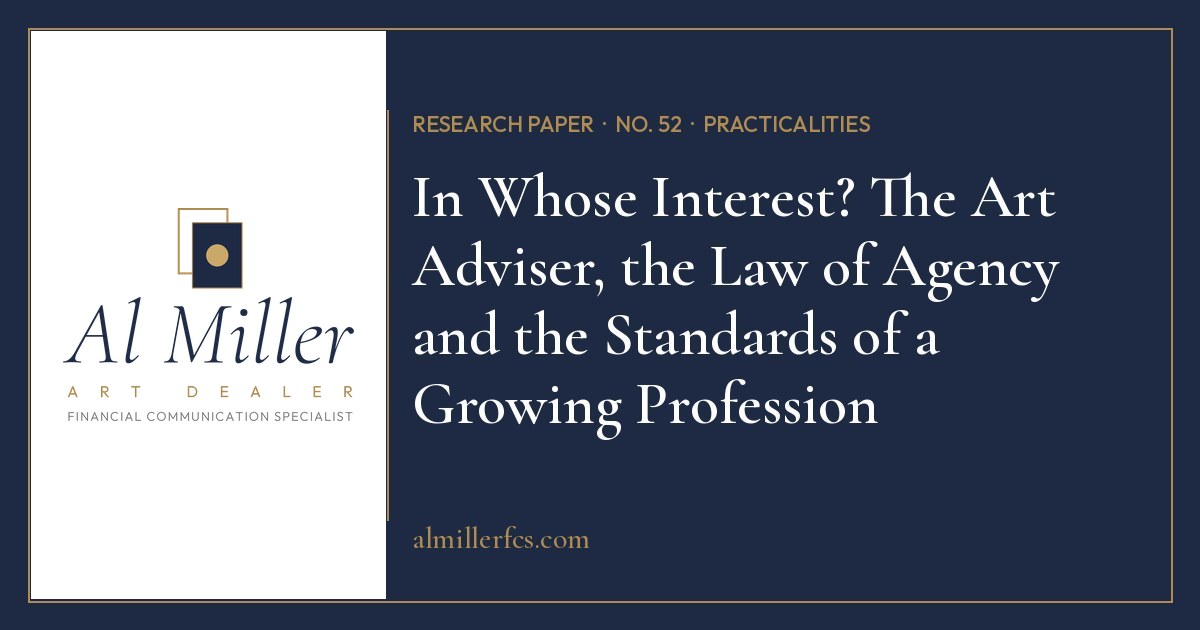 Al Miller
ART DEALER
FINANCIAL COMMUNICATION SPECIALIST
RESEARCH PAPER · NO. 52 · PRACTICALITIES
In Whose Interest? The Art
Adviser, the Law of Agency
and the Standards of a
Growing Profession
almillerfcs.com